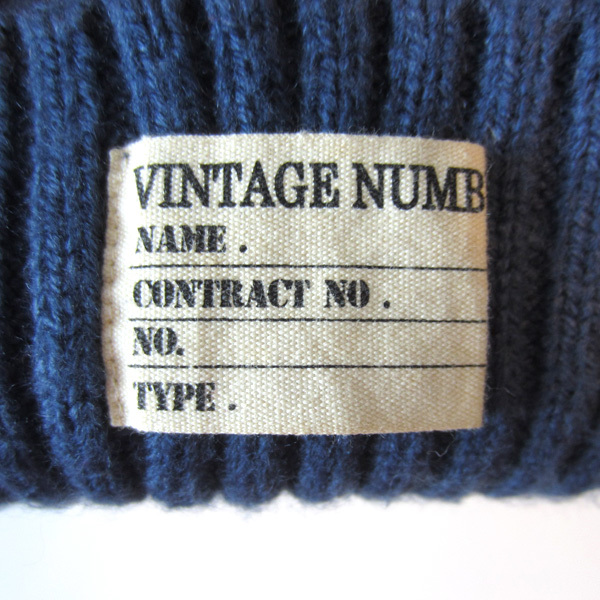 VINTAGE NUMB
NAME .
CONTRACT NO .
NO.
TYPE .